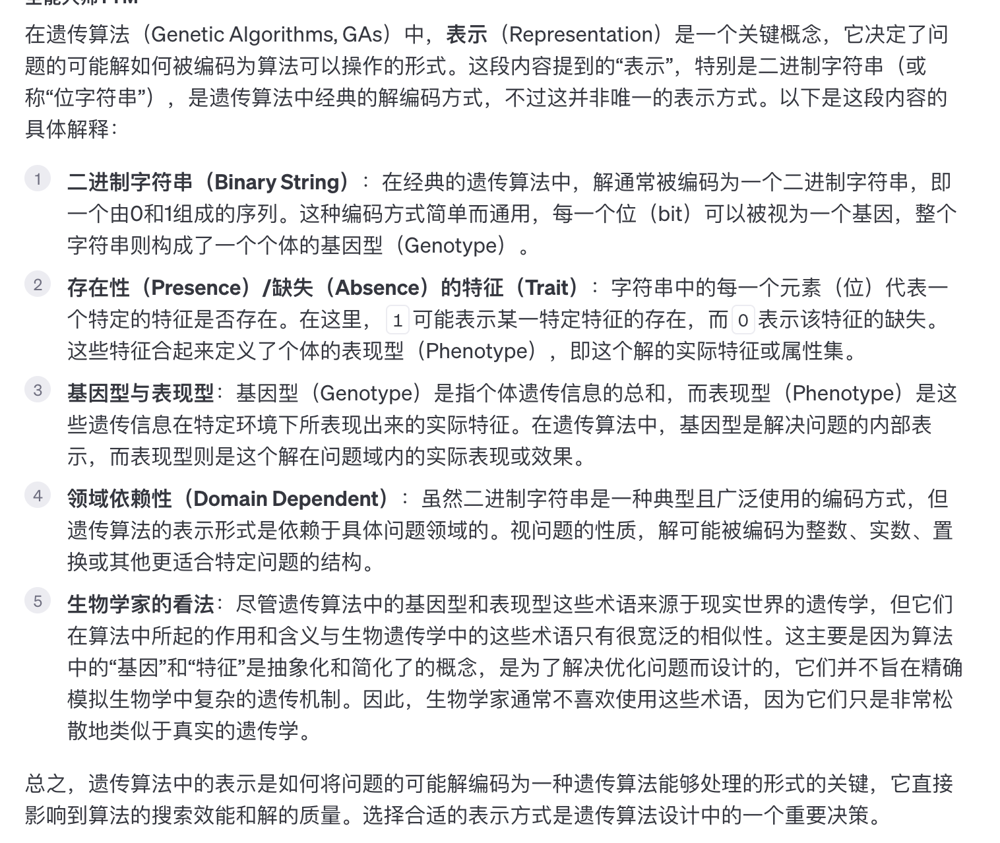 在遗传算法（Genetic Algorithms, GAs）中，表示（Representation）是一个关键概念，它决定了问
题的可能解如何被编码为算法可以操作的形式。这段内容提到的“表示”，特别是二进制字符串（或
称“位字符串”），是遗传算法中经典的解编码方式，不过这并非唯一的表示方式。以下是这段内容的
具体解释：
1 二进制字符串（Binary String）：在经典的遗传算法中，解通常被编码为一个二进制字符串，即
一个由0和1组成的序列。这种编码方式简单而通用，每一个位（bit）可以被视为一个基因，整个
字符串则构成了一个个体的基因型（Genotype）。
2 存在性（Presence）/缺失（Absence）的特征（Trait）：字符串中的每一个元素（位）代表一
个特定的特征是否存在。在这里，1可能表示某一特定特征的存在，而0表示该特征的缺失。
这些特征合起来定义了个体的表现型（Phenotype），即这个解的实际特征或属性集。
3 基因型与表现型：基因型（Genotype）是指个体遗传信息的总和，而表现型（Phenotype）是这
些遗传信息在特定环境下所表现出来的实际特征。在遗传算法中，基因型是解决问题的内部表
示，而表现型则是这个解在问题域内的实际表现或效果。
4 领域依赖性（Domain Dependent）：虽然二进制字符串是一种典型且广泛使用的编码方式，但
遗传算法的表示形式是依赖于具体问题领域的。视问题的性质，解可能被编码为整数、实数、置
换或其他更适合特定问题的结构。
5 生物学家的看法：尽管遗传算法中的基因型和表现型这些术语来源于现实世界的遗传学，但它们
在算法中所起的作用和含义与生物遗传学中的这些术语只有很宽泛的相似性。这主要是因为算法
中的“基因”和“特征”是抽象化和简化了的概念，是为了解决优化问题而设计的，它们并不旨在精确
模拟生物学中复杂的遗传机制。因此，生物学家通常不喜欢使用这些术语，因为它们只是非常松
散地类似于真实的遗传学。
总之，遗传算法中的表示是如何将问题的可能解编码为一种遗传算法能够处理的形式的关键，它直接
影响到算法的搜索效能和解的质量。选择合适的表示方式是遗传算法设计中的一个重要决策。